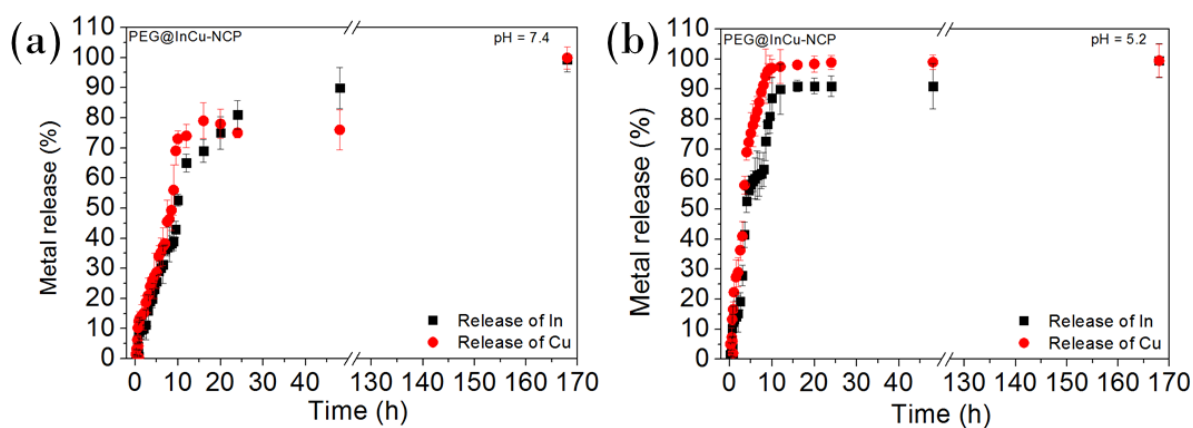 (a)
PEG@InCu-NCP
pH = 7.4
Metal release (%)
110
100
90
80
70
60
50
40
30
20
10
0
Release of In
Release of Cu
0 10 20 30 40 130 140 150 160 170
Time (h)
(b)
PEG@InCu-NCP
pH = 5.2
Metal release (%)
110
100
90
80
70
60
50
40
30
20
10
0
Release of In
Release of Cu
0 10 20 30 40 130 140 150 160 170
Time (h)